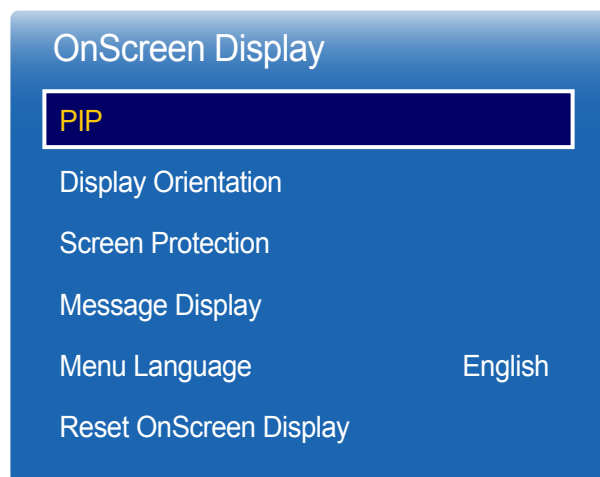 OnScreen Display
PIP
Display Orientation
Screen Protection
Message Display
Menu Language English
Reset OnScreen Display